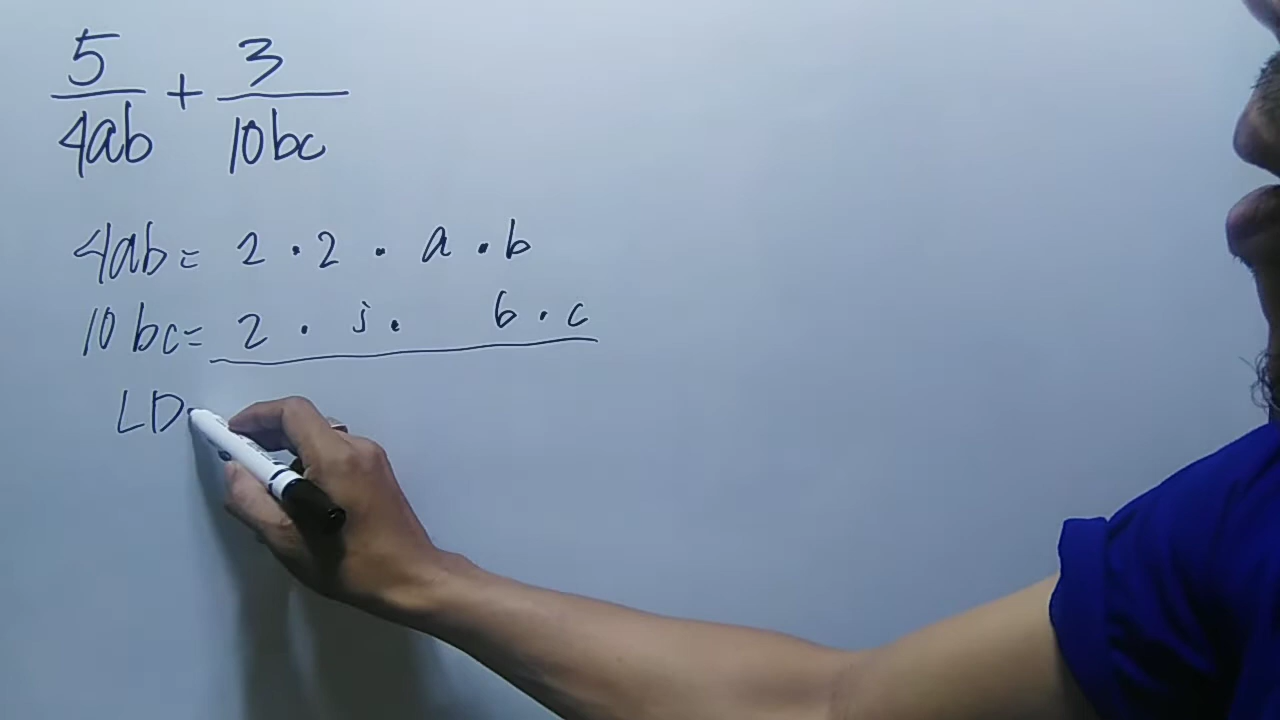 5/4ab + 3/10bc
4ab = 2 · 2 · a · b
10bc = 2 · 5 · b · c
LD